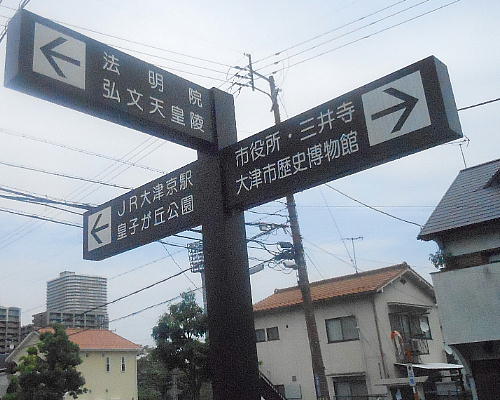 法明院
弘文天皇陵
市役所・三井寺
大津市歴史博物館
JR大津京駅
皇子が丘公園